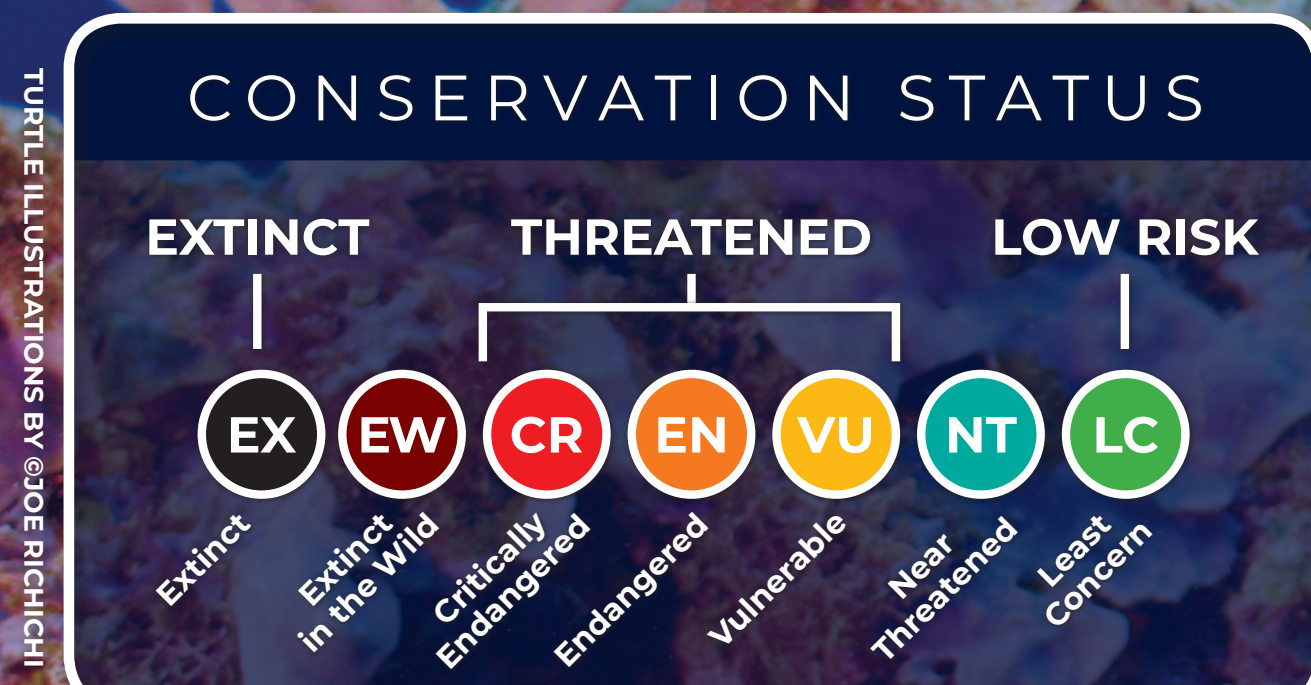 CONSERVATION STATUS
EXTINCT
THREATENED
LOW RISK
EX
EW
CR
EN
VU
NT
LC
Extinct
Extinct
in the Wild
Critically
Endangered
Endangered
Vulnerable
Near
Threatened
Least
Concern
TURTLE ILLUSTRATIONS BY ©JOE RICHICHI